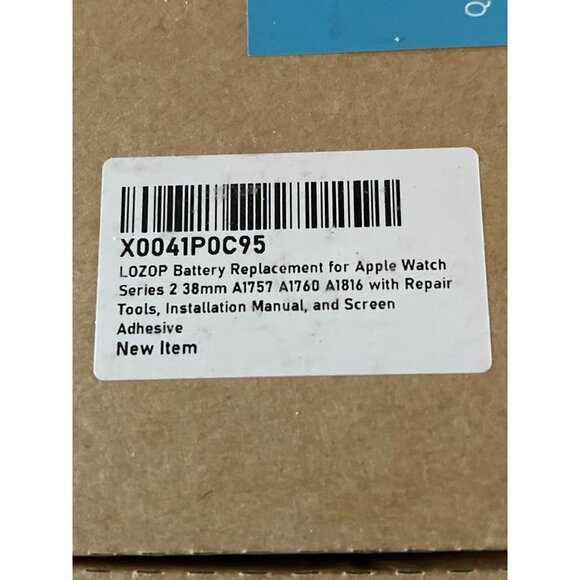 Q
X0041P0C95
LOZOP Battery Replacement for Apple Watch
Series 2 38mm A1757 A1760 A1816 with Repair
Tools, Installation Manual, and Screen
Adhesive
New Item